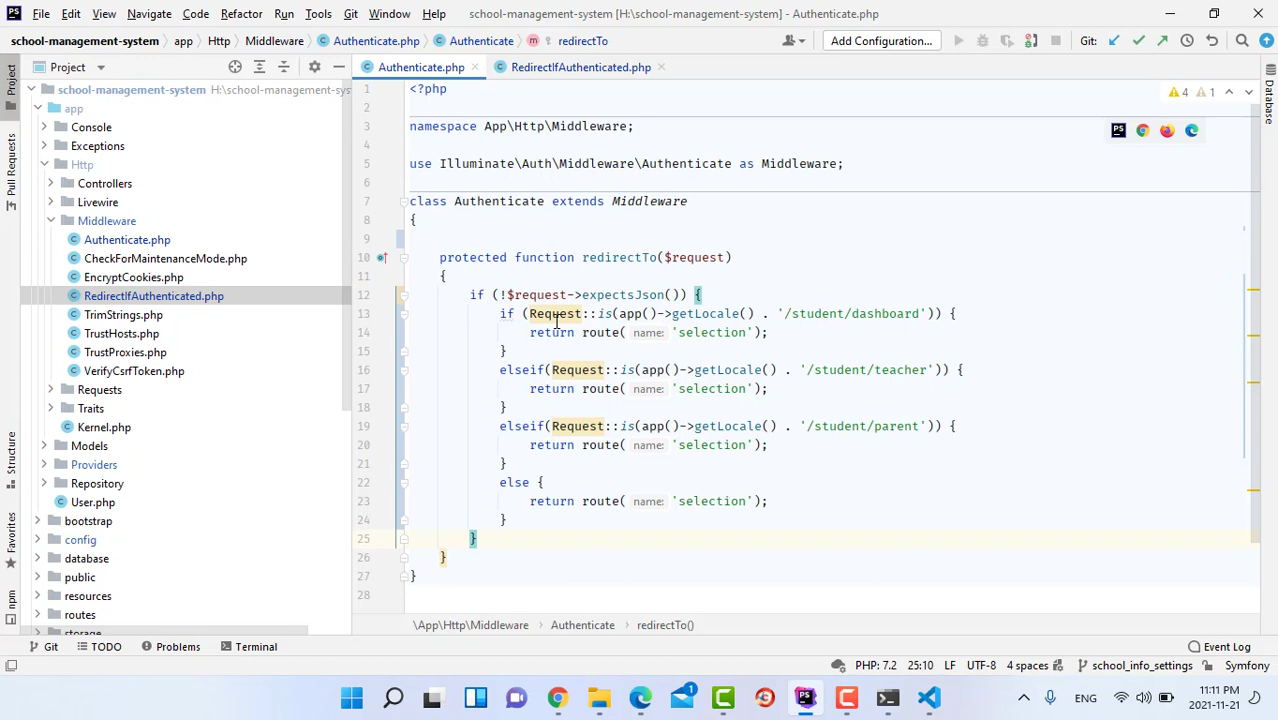 File Edit View Navigate Code Refactor Run Tools Git Window Help school-management-system [H:\school-management-system] - Authenticate.php
school-management-system app Http Middleware Authenticate.php Authenticate redirectTo Add Configuration... Git:
Project Authenticate.php RedirectIfAuthenticated.php
school-management-system H:\school-management-sys
app
Console
Exceptions
Http
Controllers
Livewire
Middleware
Authenticate.php
CheckForMaintenanceMode.php
EncryptCookies.php
RedirectIfAuthenticated.php
TrimStrings.php
TrustHosts.php
TrustProxies.php
VerifyCsrfToken.php
Requests
Traits
Kernel.php
Models
Providers
Repository
User.php
bootstrap
config
database
public
resources
routes
storage
Project
Pull Requests
Structure
Favorites
npm
1 <?php
2
3 namespace App\Http\Middleware;
4
5 use Illuminate\Auth\Middleware\Authenticate as Middleware;
6
7 class Authenticate extends Middleware
8 {
9
10 protected function redirectTo($request)
11 {
12 if (!$request->expectsJson()) {
13 if (Request::is(app()->getLocale() . '/student/dashboard')) {
14 return route( name: 'selection');
15 }
16 elseif(Request::is(app()->getLocale() . '/student/teacher')) {
17 return route( name: 'selection');
18 }
19 elseif(Request::is(app()->getLocale() . '/student/parent')) {
20 return route( name: 'selection');
21 }
22 else {
23 return route( name: 'selection');
24 }
25 }
26 }
27 }
28
4 1
Database
\App\Http\Middleware Authenticate redirectTo()
Git TODO Problems Terminal Event Log
PHP: 7.2 25:10 LF UTF-8 4 spaces school_info_settings Symfony
ENG 11:11 PM
2021-11-21